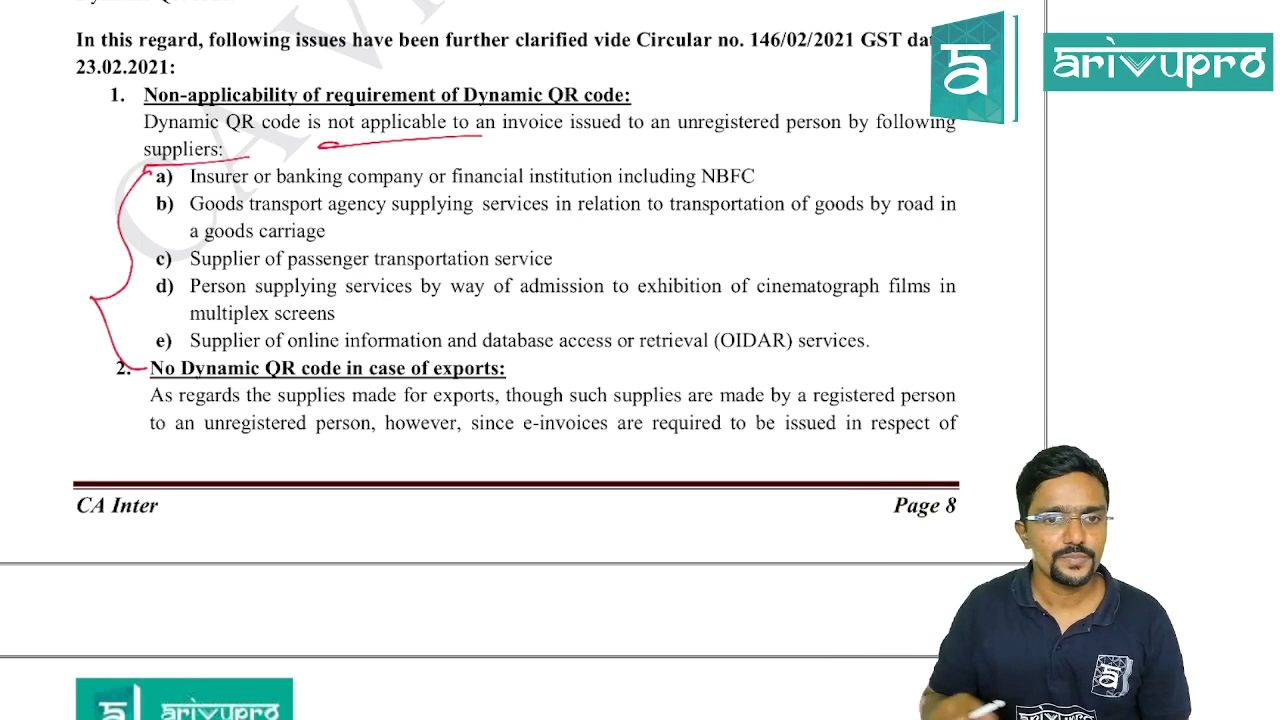 In this regard, following issues have been further clarified vide Circular no. 146/02/2021 GST
23.02.2021:
1. Non-applicability of requirement of Dynamic QR code:
Dynamic QR code is not applicable to an invoice issued to an unregistered person by following
suppliers:
a) Insurer or banking company or financial institution including NBFC
b) Goods transport agency supplying services in relation to transportation of goods by road in
a goods carriage
c) Supplier of passenger transportation service
d) Person supplying services by way of admission to exhibition of cinematograph films in
multiplex screens
e) Supplier of online information and database access or retrieval (OIDAR) services.
2. No Dynamic QR code in case of exports:
As regards the supplies made for exports, though such supplies are made by a registered person
to an unregistered person, however, since e-invoices are required to be issued in respect of
CA Inter
Page 8
a arivupro
arivupro
CA